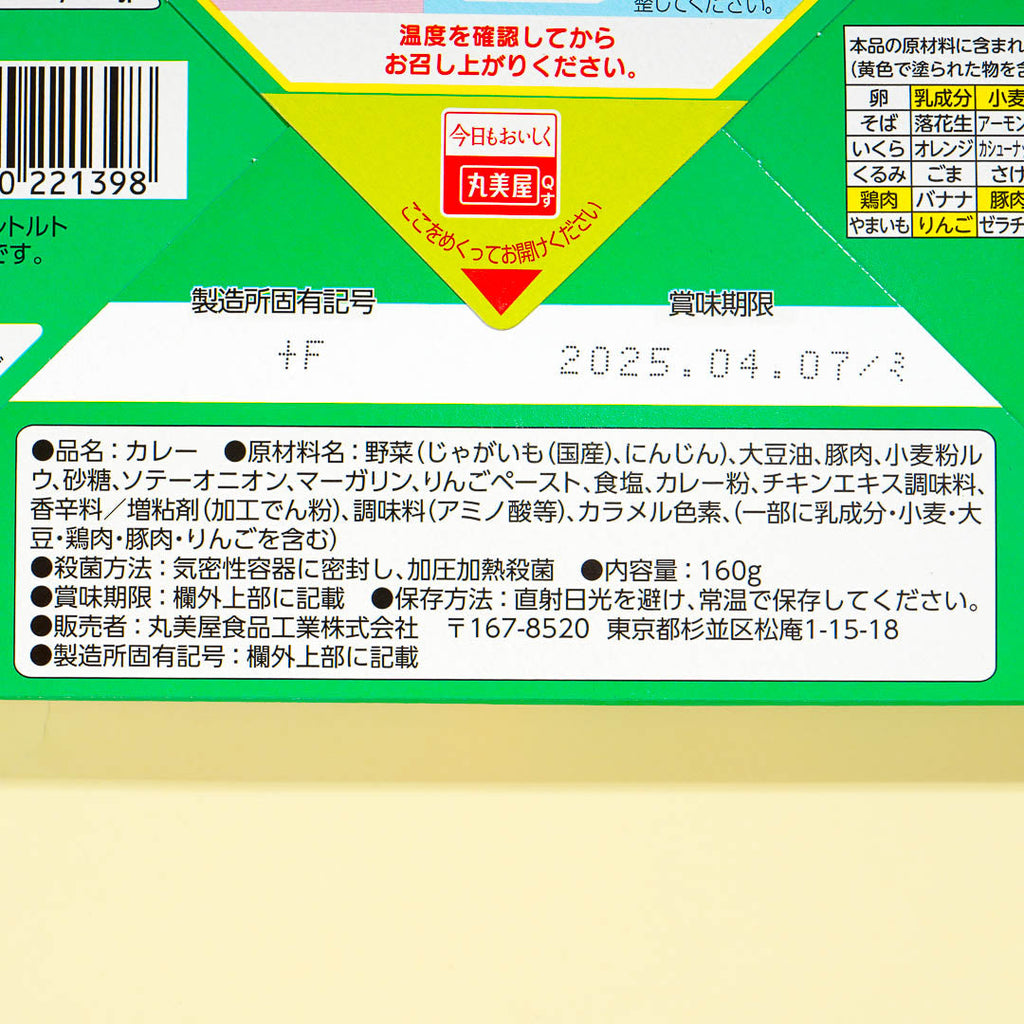 整してください。
温度を確認してから
お召し上がりください。
本品の原材料に含まれ
(黄色で塗られた物を含
卵 乳成分 小麦
そば 落花生 アーモン
いくら オレンジ カシューナッ
くるみ ごま さけ
鶏肉 バナナ 豚肉
やまいも りんご ゼラチ
0 221398
トルト
です。
今日もおいしく
丸美屋
Qす
ここをめくってお開けください
製造所固有記号
賞味期限
+F
2025.04.07/ミ
●品名:カレー ●原材料名:野菜(じゃがいも(国産)、にんじん)、大豆油、豚肉、小麦粉ル
ウ、砂糖、ソテーオニオン、マーガリン、りんごペースト、食塩、カレー粉、チキンエキス調味料、
香辛料/増粘剤(加工でん粉)、調味料(アミノ酸等)、カラメル色素、(一部に乳成分・小麦・大
豆・鶏肉・豚肉・りんごを含む)
●殺菌方法:気密性容器に密封し、加圧加熱殺菌 ●内容量:160g
●賞味期限:欄外上部に記載 ●保存方法:直射日光を避け、常温で保存してください。
●販売者:丸美屋食品工業株式会社 〒167-8520 東京都杉並区松庵1-15-18
●製造所固有記号:欄外上部に記載